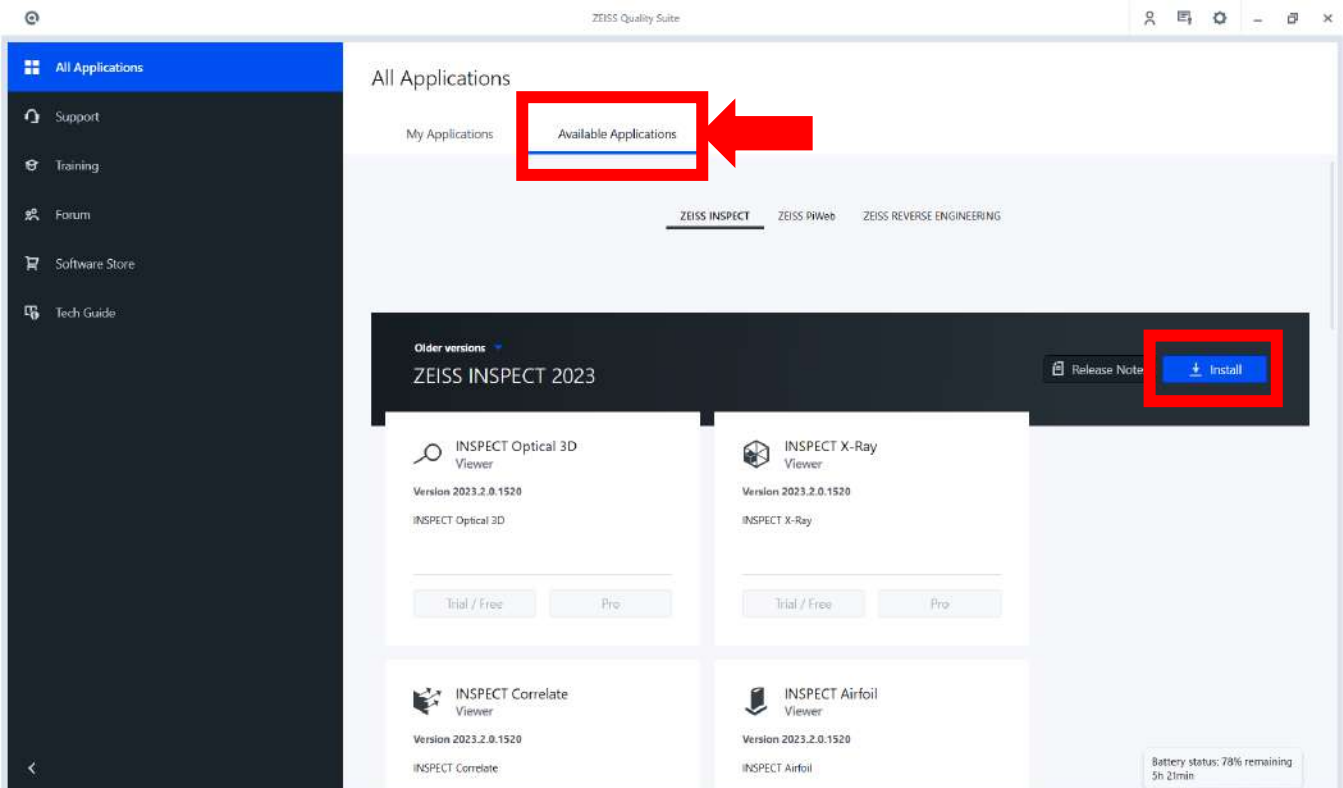 ZEISS Quality Suite
All Applications
Support
Training
Forum
Software Store
Tech Guide
All Applications
My Applications
Available Applications
ZEISS INSPECT
ZEISS PiWeb
ZEISS REVERSE ENGINEERING
Older versions
ZEISS INSPECT 2023
Release Note
Install
INSPECT Optical 3D
Viewer
Version 2023.2.0.1520
INSPECT Optical 3D
Trial / Free
Pro
INSPECT X-Ray
Viewer
Version 2023.2.0.1520
INSPECT X-Ray
Trial / Free
Pro
INSPECT Correlate
Viewer
Version 2023.2.0.1520
INSPECT Correlate
INSPECT Airfoil
Viewer
Version 2023.2.0.1520
INSPECT Airfoil
Battery status: 78% remaining
5h 21min